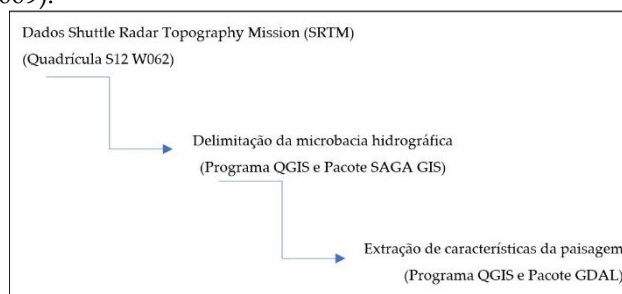 Dados Shuttle Radar Topography Mission (SRTM)
(Quadrícula S12 W062)
Delimitação da microbacia hidrográfica
(Programa QGIS e Pacote SAGA GIS)
Extração de características da paisagem
(Programa QGIS e Pacote GDAL)